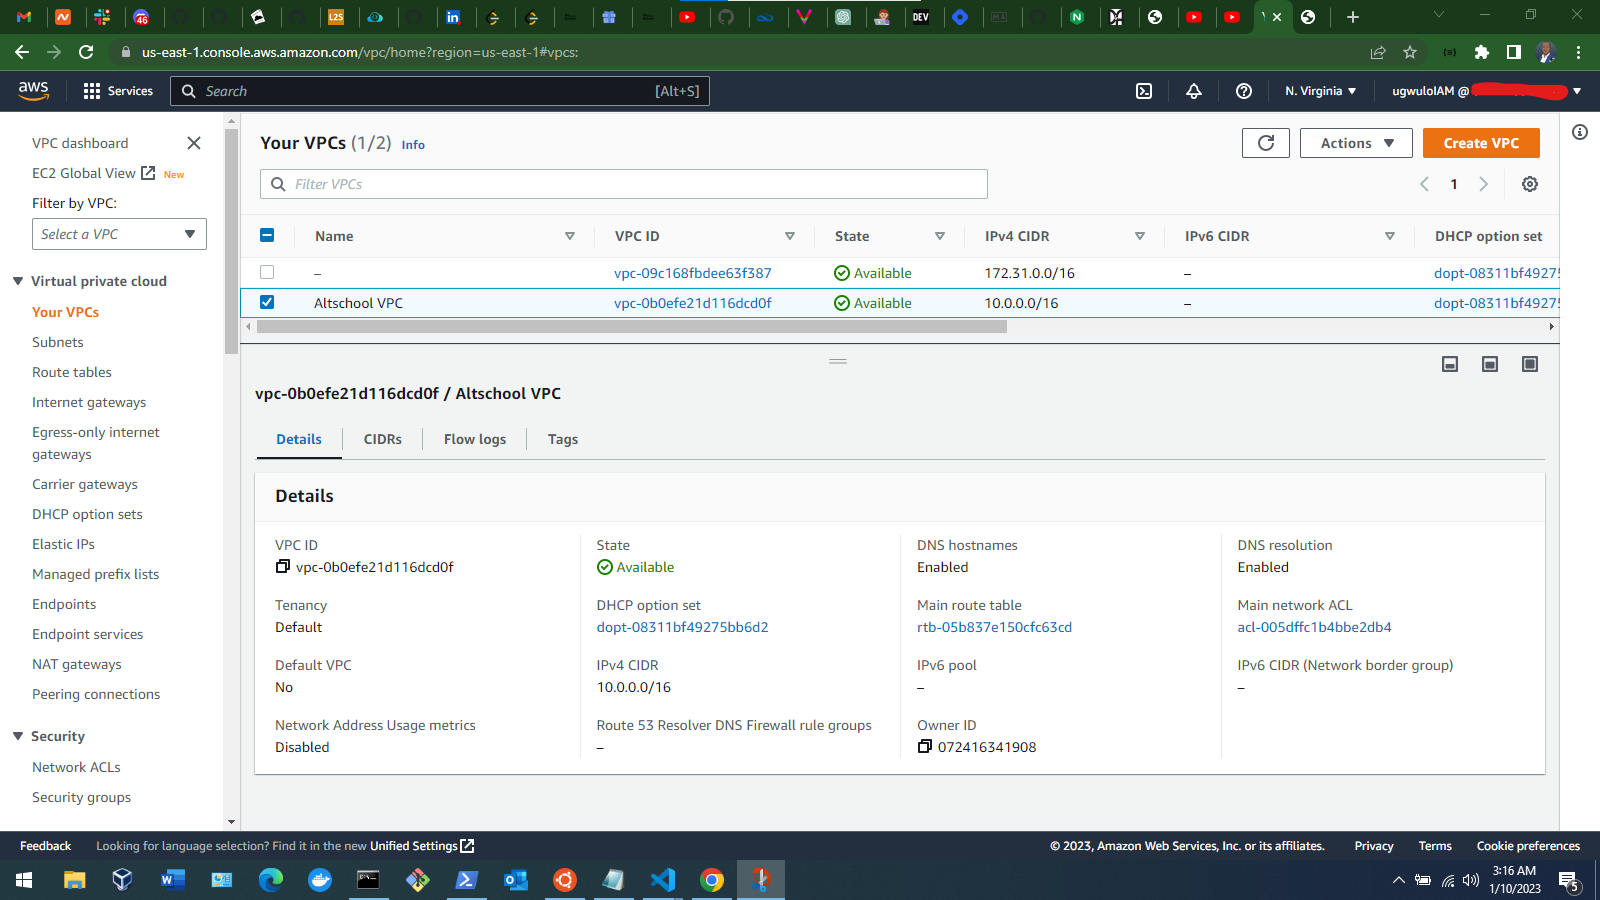 46
L2S
DEV
us-east-1.console.aws.amazon.com/vpc/home?region=us-east-1#vpcs:
aws
Services
Search
[Alt+S]
N. Virginia
ugwuloIAM @
VPC dashboard
EC2 Global View New
Filter by VPC:
Select a VPC
Virtual private cloud
Your VPCs
Subnets
Route tables
Internet gateways
Egress-only internet
gateways
Carrier gateways
DHCP option sets
Elastic IPs
Managed prefix lists
Endpoints
Endpoint services
NAT gateways
Peering connections
Security
Network ACLs
Security groups
Your VPCs (1/2) Info
Actions
Create VPC
Filter VPCs
1
Name VPC ID State IPv4 CIDR IPv6 CIDR DHCP option set
– vpc-09c168fbdee63f387 Available 172.31.0.0/16 – dopt-08311bf49275
Altschool VPC vpc-0b0efe21d116dcd0f Available 10.0.0.0/16 – dopt-08311bf49275
vpc-0b0efe21d116dcd0f / Altschool VPC
Details CIDRs Flow logs Tags
Details
VPC ID State DNS hostnames DNS resolution
vpc-0b0efe21d116dcd0f Available Enabled Enabled
Tenancy DHCP option set Main route table Main network ACL
Default dopt-08311bf49275bb6d2 rtb-05b837e150cfc63cd acl-005dffc1b4bbe2db4
Default VPC IPv4 CIDR IPv6 pool IPv6 CIDR (Network border group)
No 10.0.0.0/16 – –
Network Address Usage metrics Route 53 Resolver DNS Firewall rule groups Owner ID
Disabled – 072416341908
Feedback Looking for language selection? Find it in the new Unified Settings
© 2023, Amazon Web Services, Inc. or its affiliates. Privacy Terms Cookie preferences
3:16 AM
1/10/2023
5